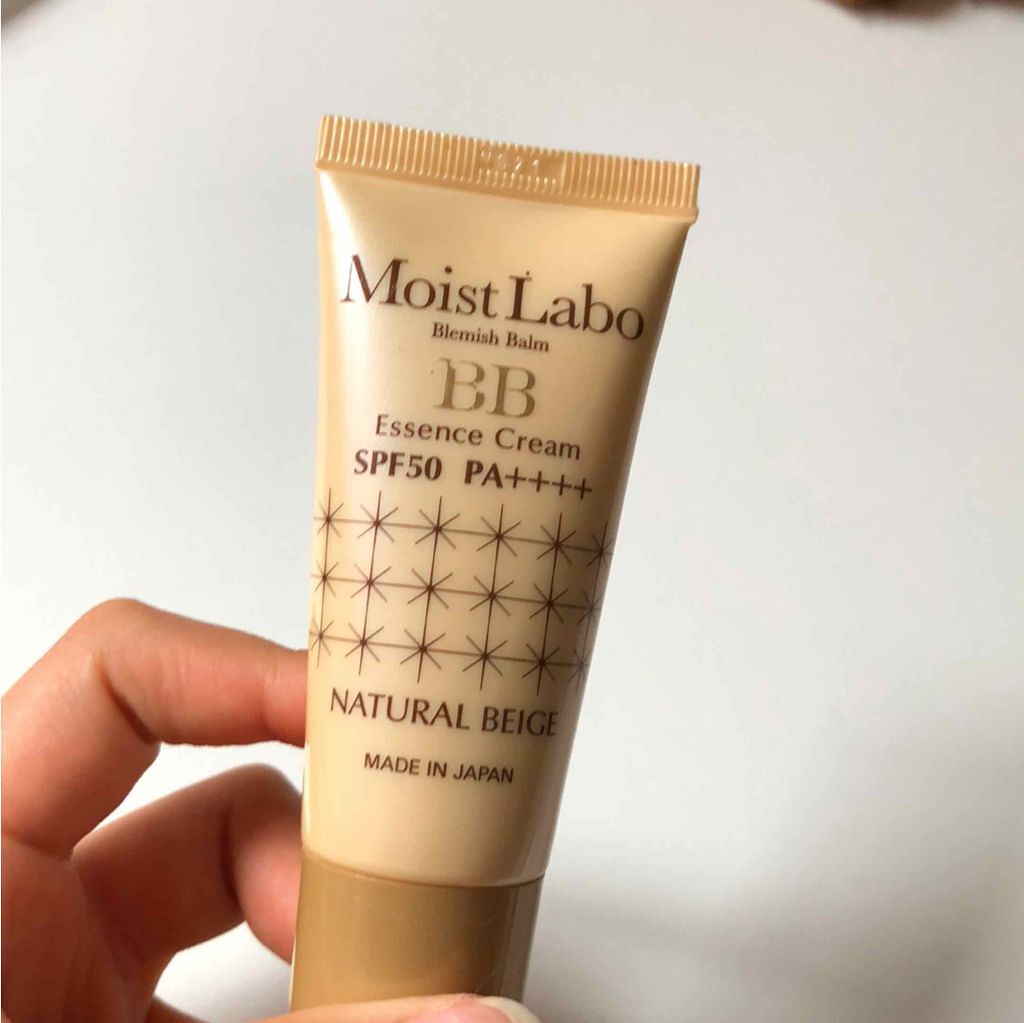 Moist Labo
Blemish Balm
BB
Essence Cream
SPF50 PA++++
NATURAL BEIGE
MADE IN JAPAN